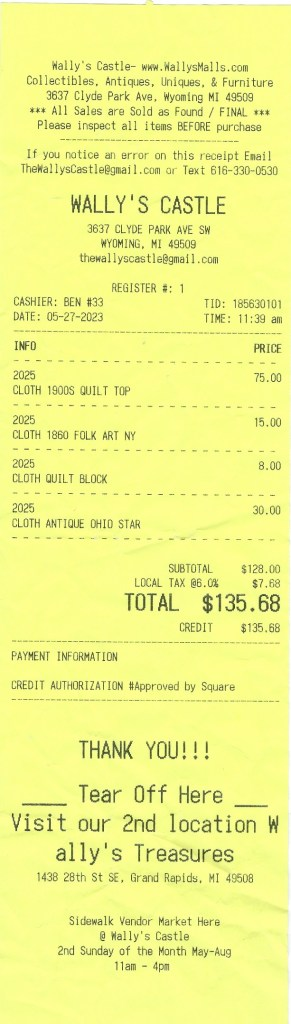 Wally's Castle- www.WallysMalls.com
Collectibles, Antiques, Uniques, & Furniture
3637 Clyde Park Ave, Wyoming MI 49509
*** All Sales are Sold as Found / FINAL ***
Please inspect all items BEFORE purchase
If you notice an error on this receipt Email
TheWallysCastle@gmail.com or Text 616-330-0530
WALLY'S CASTLE
3637 CLYDE PARK AVE SW
WYOMING, MI 49509
thewallyscastle@gmail.com
REGISTER #: 1
CASHIER: BEN #33 TID: 185630101
DATE: 05-27-2023 TIME: 11:39 am
INFO PRICE
2025 75.00
CLOTH 1900S QUILT TOP
2025 15.00
CLOTH 1860 FOLK ART NY
2025 8.00
CLOTH QUILT BLOCK
2025 30.00
CLOTH ANTIQUE OHIO STAR
SUBTOTAL $128.00
LOCAL TAX @6.0% $7.68
TOTAL $135.68
CREDIT $135.68
PAYMENT INFORMATION
CREDIT AUTHORIZATION #Approved by Square
THANK YOU!!!
____ Tear Off Here ___
Visit our 2nd location W
ally's Treasures
1438 28th St SE, Grand Rapids, MI 49508
Sidewalk Vendor Market Here
@ Wally's Castle
2nd Sunday of the Month May-Aug
11am - 4pm